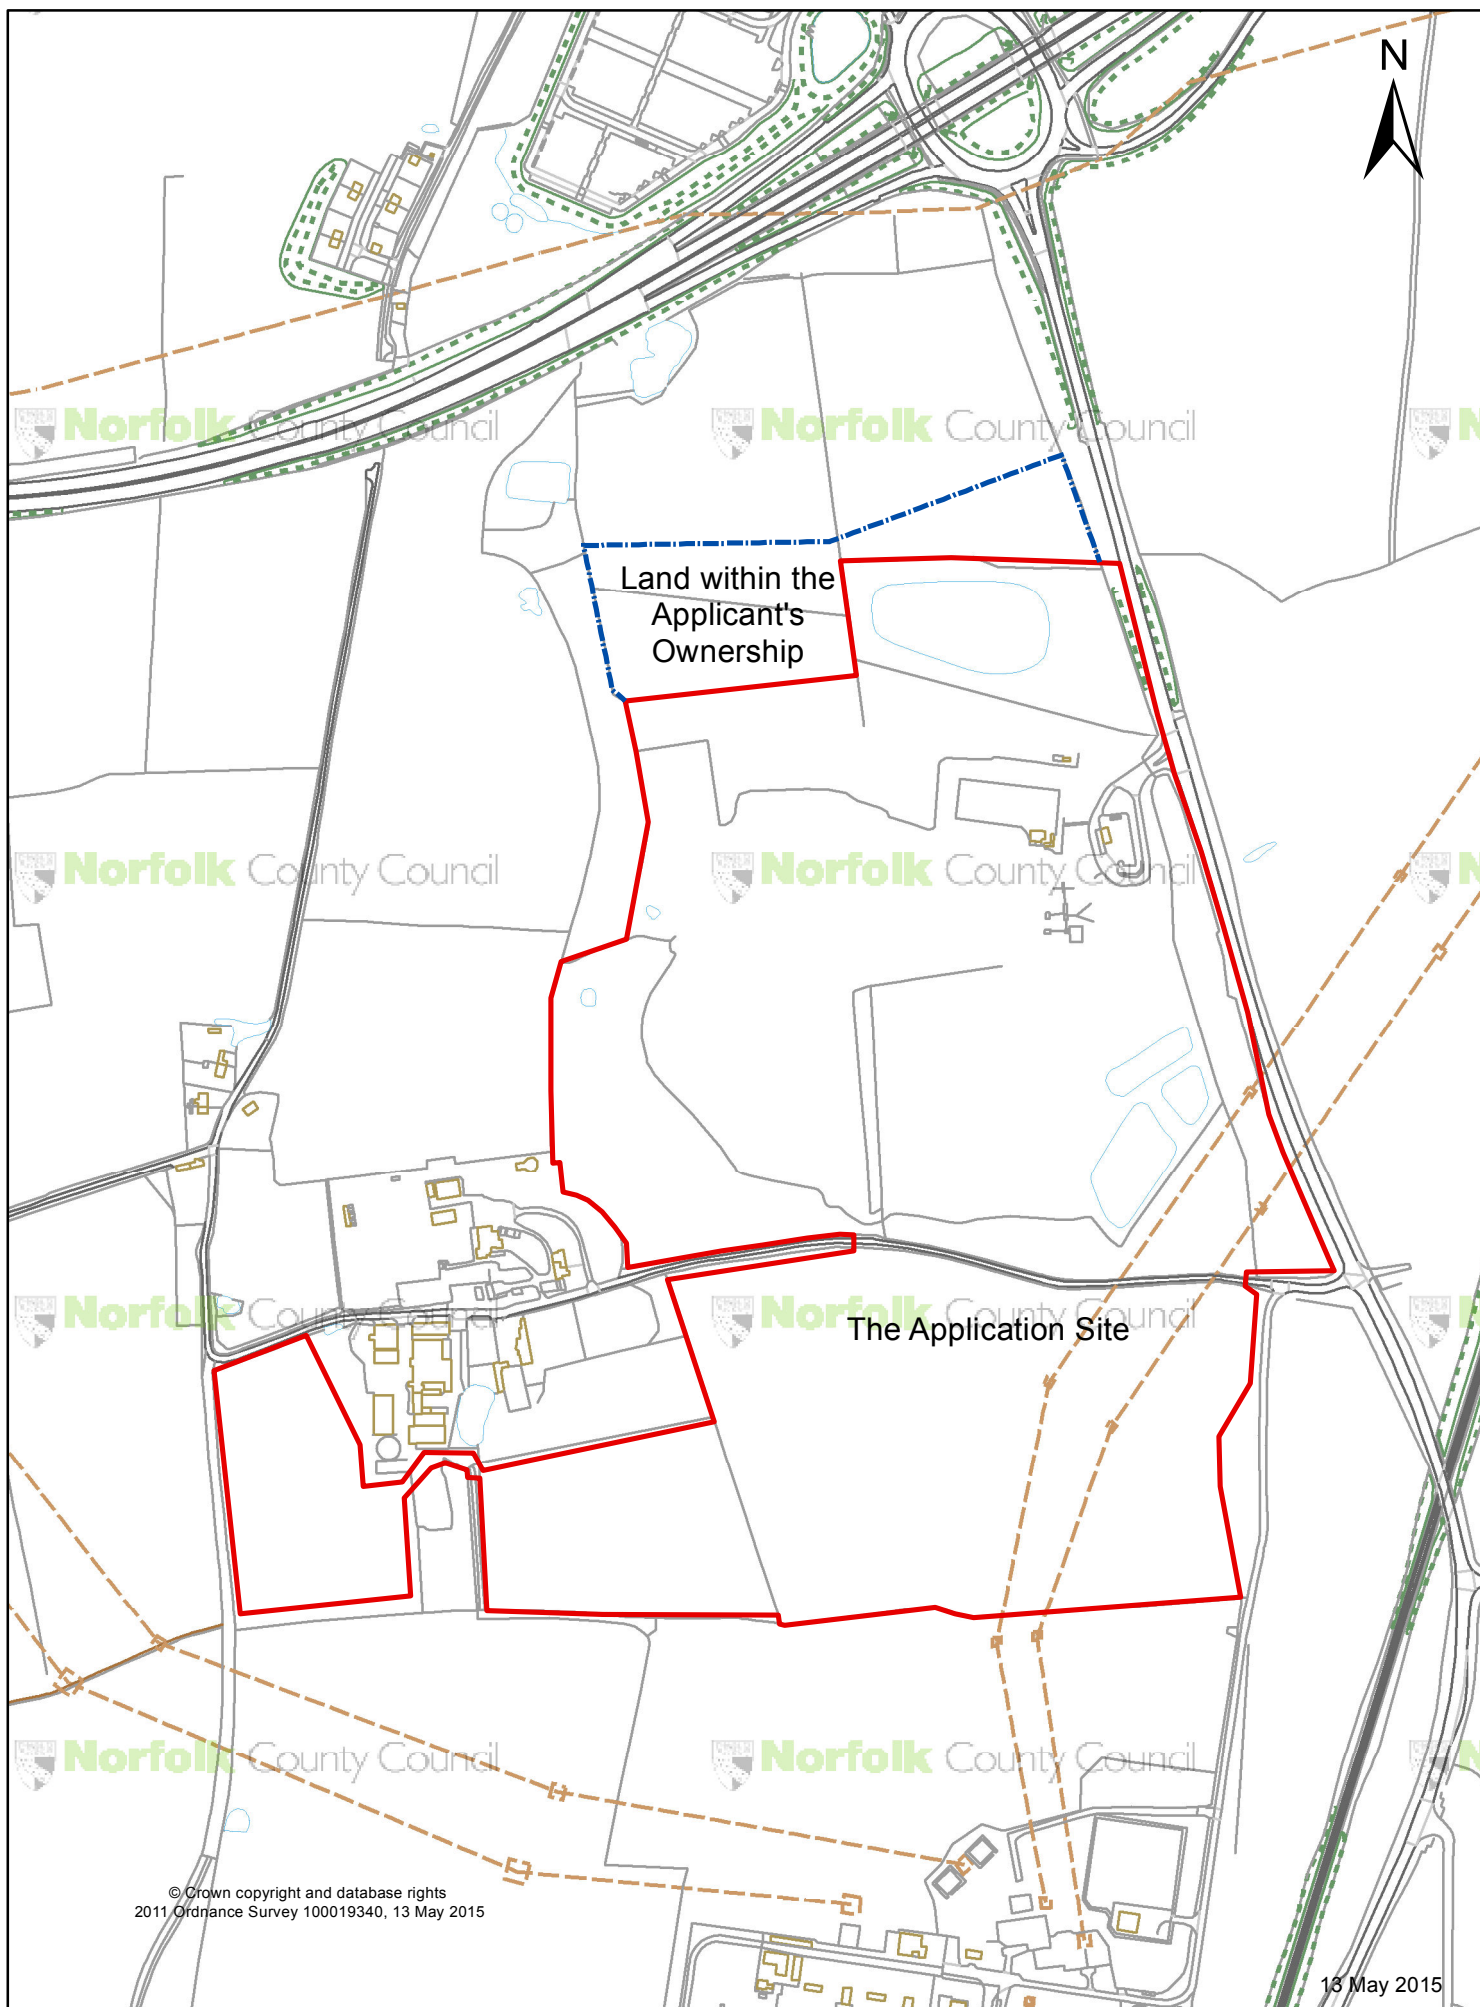 N
Norfolk County Council
Norfolk County Council
N
Land within the
Applicant's
Ownership
Norfolk County Council
Norfolk County Council
N
Norfolk County Council
Norfolk County Council
N
The Application Site
Norfolk County Council
Norfolk County Council
N
© Crown copyright and database rights
2011 Ordnance Survey 100019340, 13 May 2015
13 May 2015